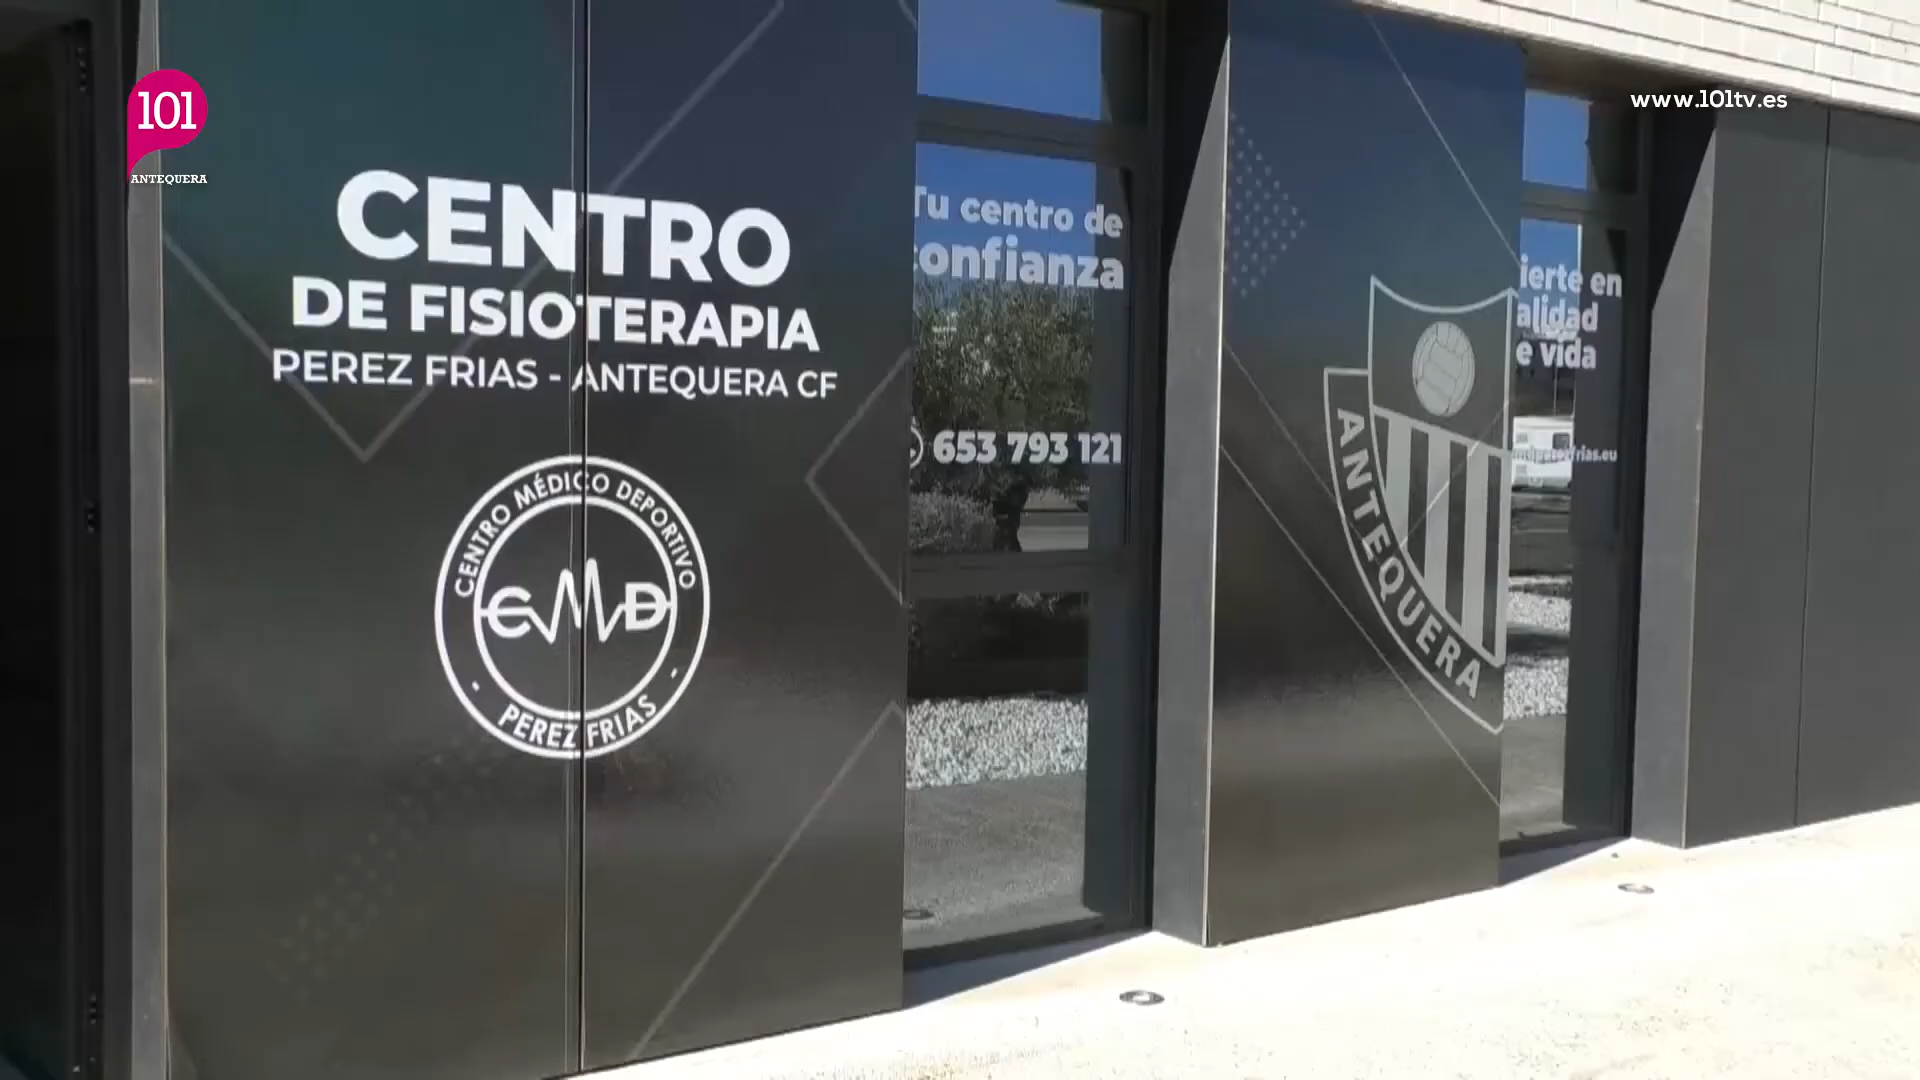 101
ANTEQUERA
www.101tv.es
CENTRO
DE FISIOTERAPIA
PEREZ FRIAS - ANTEQUERA CF
CENTRO MÉDICO DEPORTIVO
CMD
PEREZ FRIAS
Tu centro de
confianza
653 793 121
ANTEQUERA
ierte en
alidad
e vida